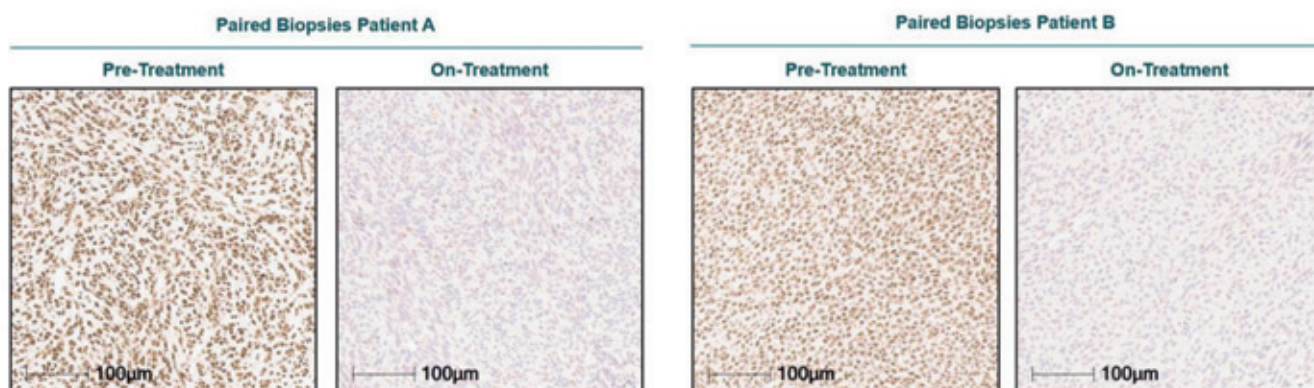 Paired Biopsies Patient A
Paired Biopsies Patient B
Pre-Treatment
On-Treatment
Pre-Treatment
On-Treatment
100μm
100μm
100μm
100μm